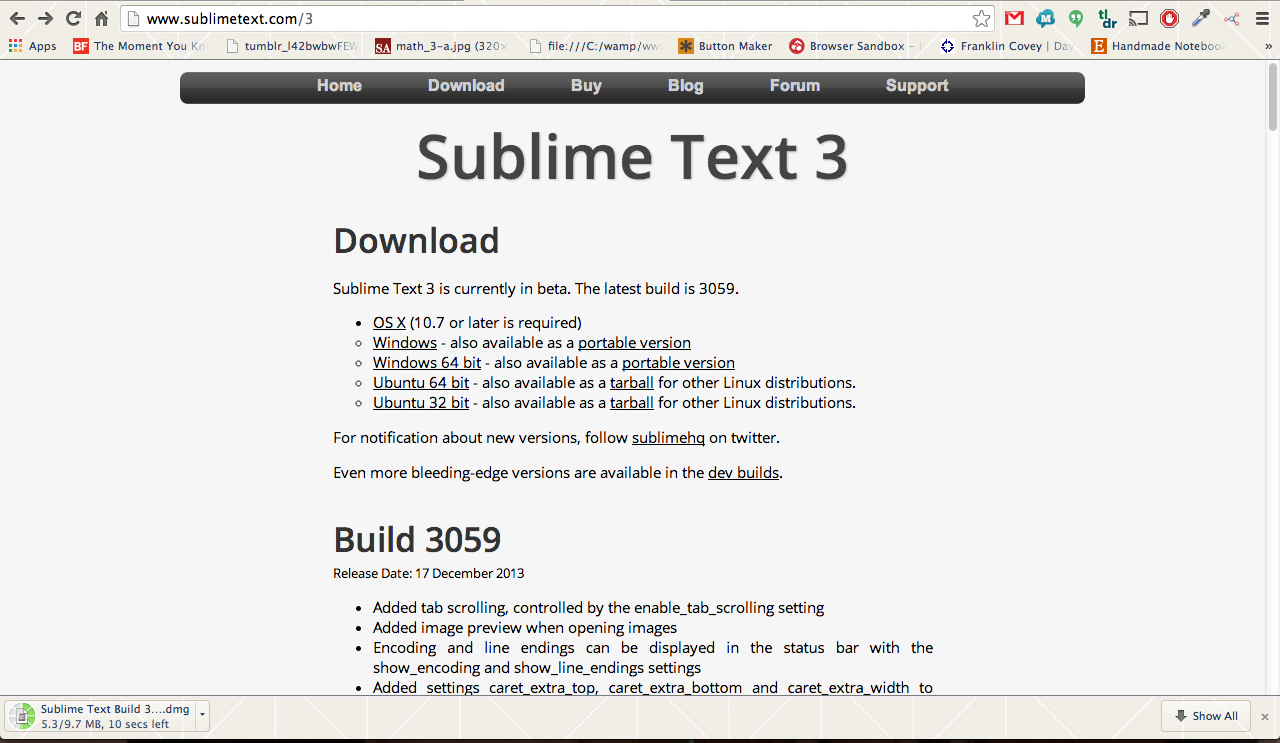 www.sublimetext.com/3
Apps BF The Moment You Kn tumblr_l42bwbwFEW SA math_3-a.jpg (320× file:///C:/wamp/ww Button Maker Browser Sandbox – Franklin Covey | Day E Handmade Notebook »
Home Download Buy Blog Forum Support
Sublime Text 3
Download
Sublime Text 3 is currently in beta. The latest build is 3059.
OS X (10.7 or later is required)
Windows - also available as a portable version
Windows 64 bit - also available as a portable version
Ubuntu 64 bit - also available as a tarball for other Linux distributions.
Ubuntu 32 bit - also available as a tarball for other Linux distributions.
For notification about new versions, follow sublimehq on twitter.
Even more bleeding-edge versions are available in the dev builds.
Build 3059
Release Date: 17 December 2013
Added tab scrolling, controlled by the enable_tab_scrolling setting
Added image preview when opening images
Encoding and line endings can be displayed in the status bar with the
show_encoding and show_line_endings settings
Added settings caret_extra_top, caret_extra_bottom and caret_extra_width to
Sublime Text Build 3....dmg
5.3/9.7 MB, 10 secs left
Show All